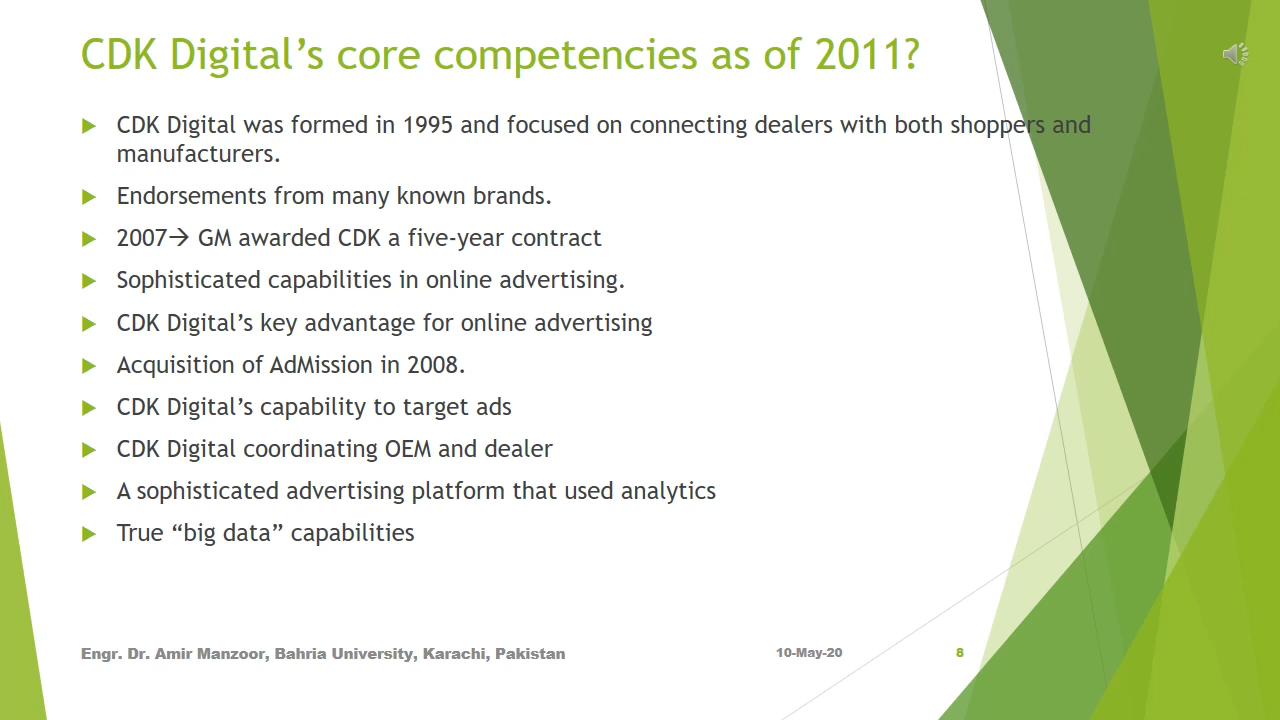 CDK Digital’s core competencies as of 2011?
CDK Digital was formed in 1995 and focused on connecting dealers with both shoppers and
manufacturers.
Endorsements from many known brands.
2007→ GM awarded CDK a five-year contract
Sophisticated capabilities in online advertising.
CDK Digital’s key advantage for online advertising
Acquisition of AdMission in 2008.
CDK Digital’s capability to target ads
CDK Digital coordinating OEM and dealer
A sophisticated advertising platform that used analytics
True “big data” capabilities
Engr. Dr. Amir Manzoor, Bahria University, Karachi, Pakistan
10-May-20
8